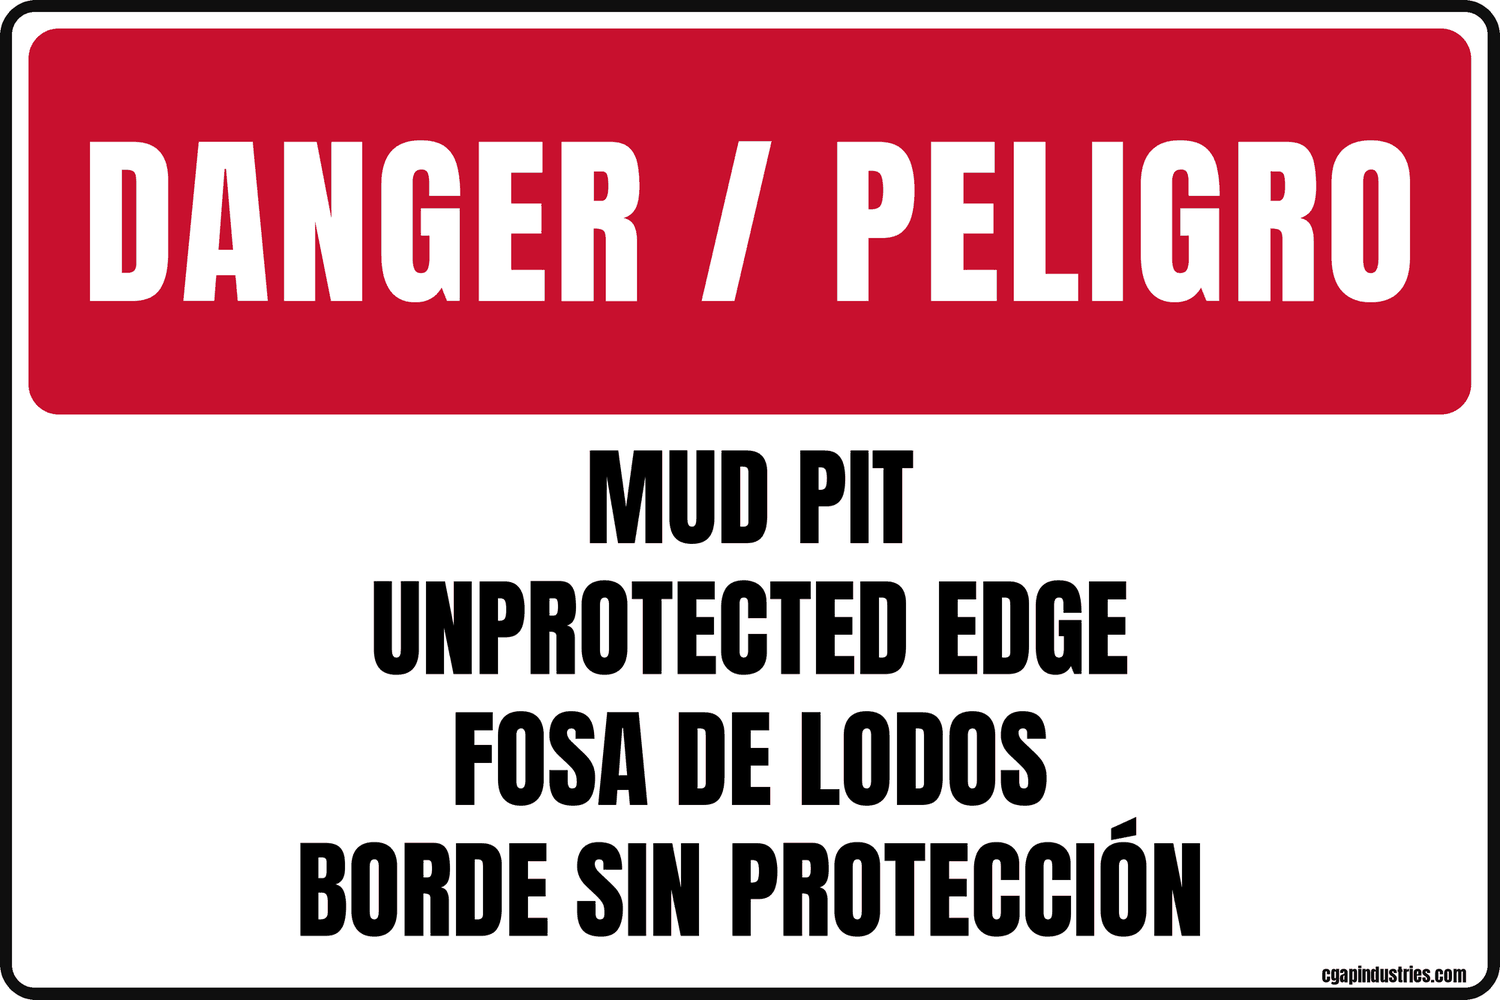 DANGER / PELIGRO
MUD PIT
UNPROTECTED EDGE
FOSA DE LODOS
BORDE SIN PROTECCIÓN
cgapindustries.com